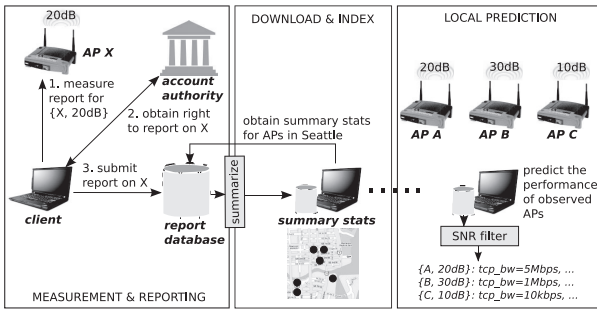 20dB
AP X
1. measure
report for
{X, 20dB}
account
authority
2. obtain right
to report on X
3. submit
report on X
client
report
database
MEASUREMENT & REPORTING
DOWNLOAD & INDEX
obtain summary stats
for APs in Seattle
summarize
summary stats
LOCAL PREDICTION
20dB
30dB
10dB
AP A
AP B
AP C
predict the
performance
of observed
APs
SNR filter
{A, 20dB}: tcp_bw=5Mbps, ...
{B, 30dB}: tcp_bw=1Mbps, ...
{C, 10dB}: tcp_bw=10kbps, ...